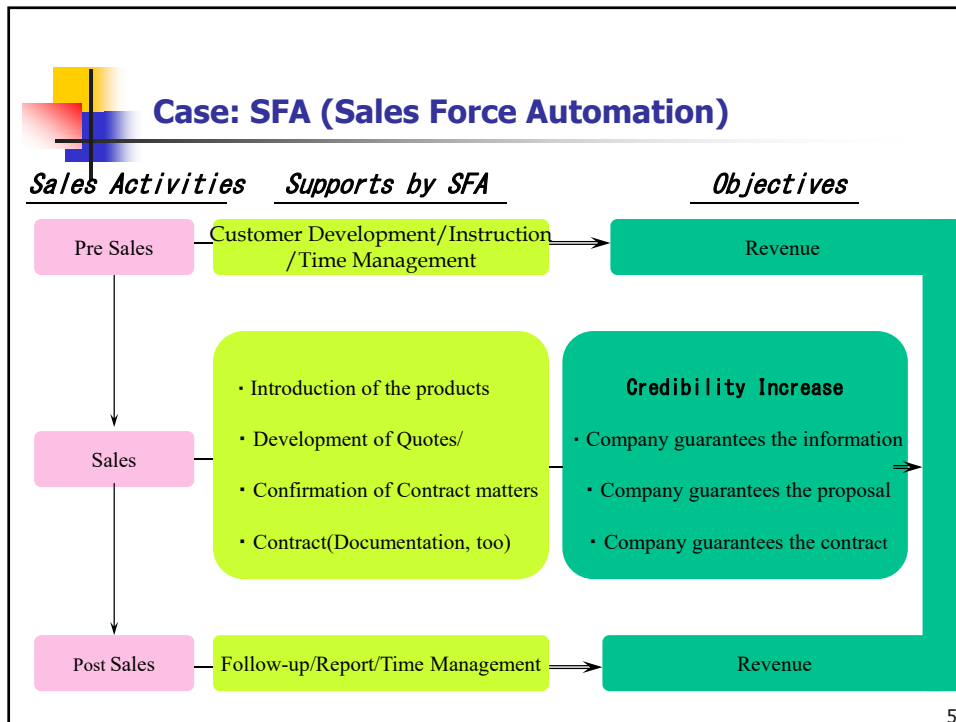 Case: SFA (Sales Force Automation)
Sales Activities
Supports by SFA
Objectives
Pre Sales
Customer Development/Instruction
/Time Management
Revenue
Sales
・Introduction of the products
・Development of Quotes/
・Confirmation of Contract matters
・Contract(Documentation, too)
Credibility Increase
・Company guarantees the information
・Company guarantees the proposal
・Company guarantees the contract
Post Sales
Follow-up/Report/Time Management
Revenue
5